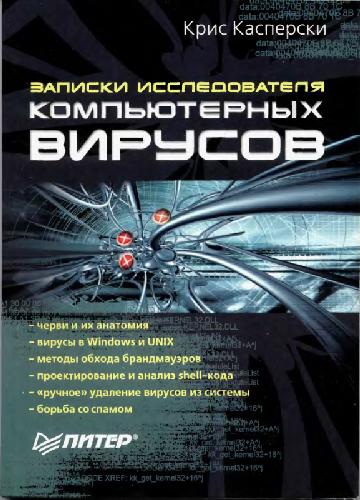 Крис Касперски
ЗАПИСКИ ИССЛЕДОВАТЕЛЯ
КОМПЬЮТЕРНЫХ
ВИРУСОВ
- черви и их анатомия
- вирусы в Windows и UNIX
- методы обхода брандмауэров
- проектирование и анализ shell-кода
- «ручное» удаление вирусов из системы
- борьба со спамом
ПИТЕР